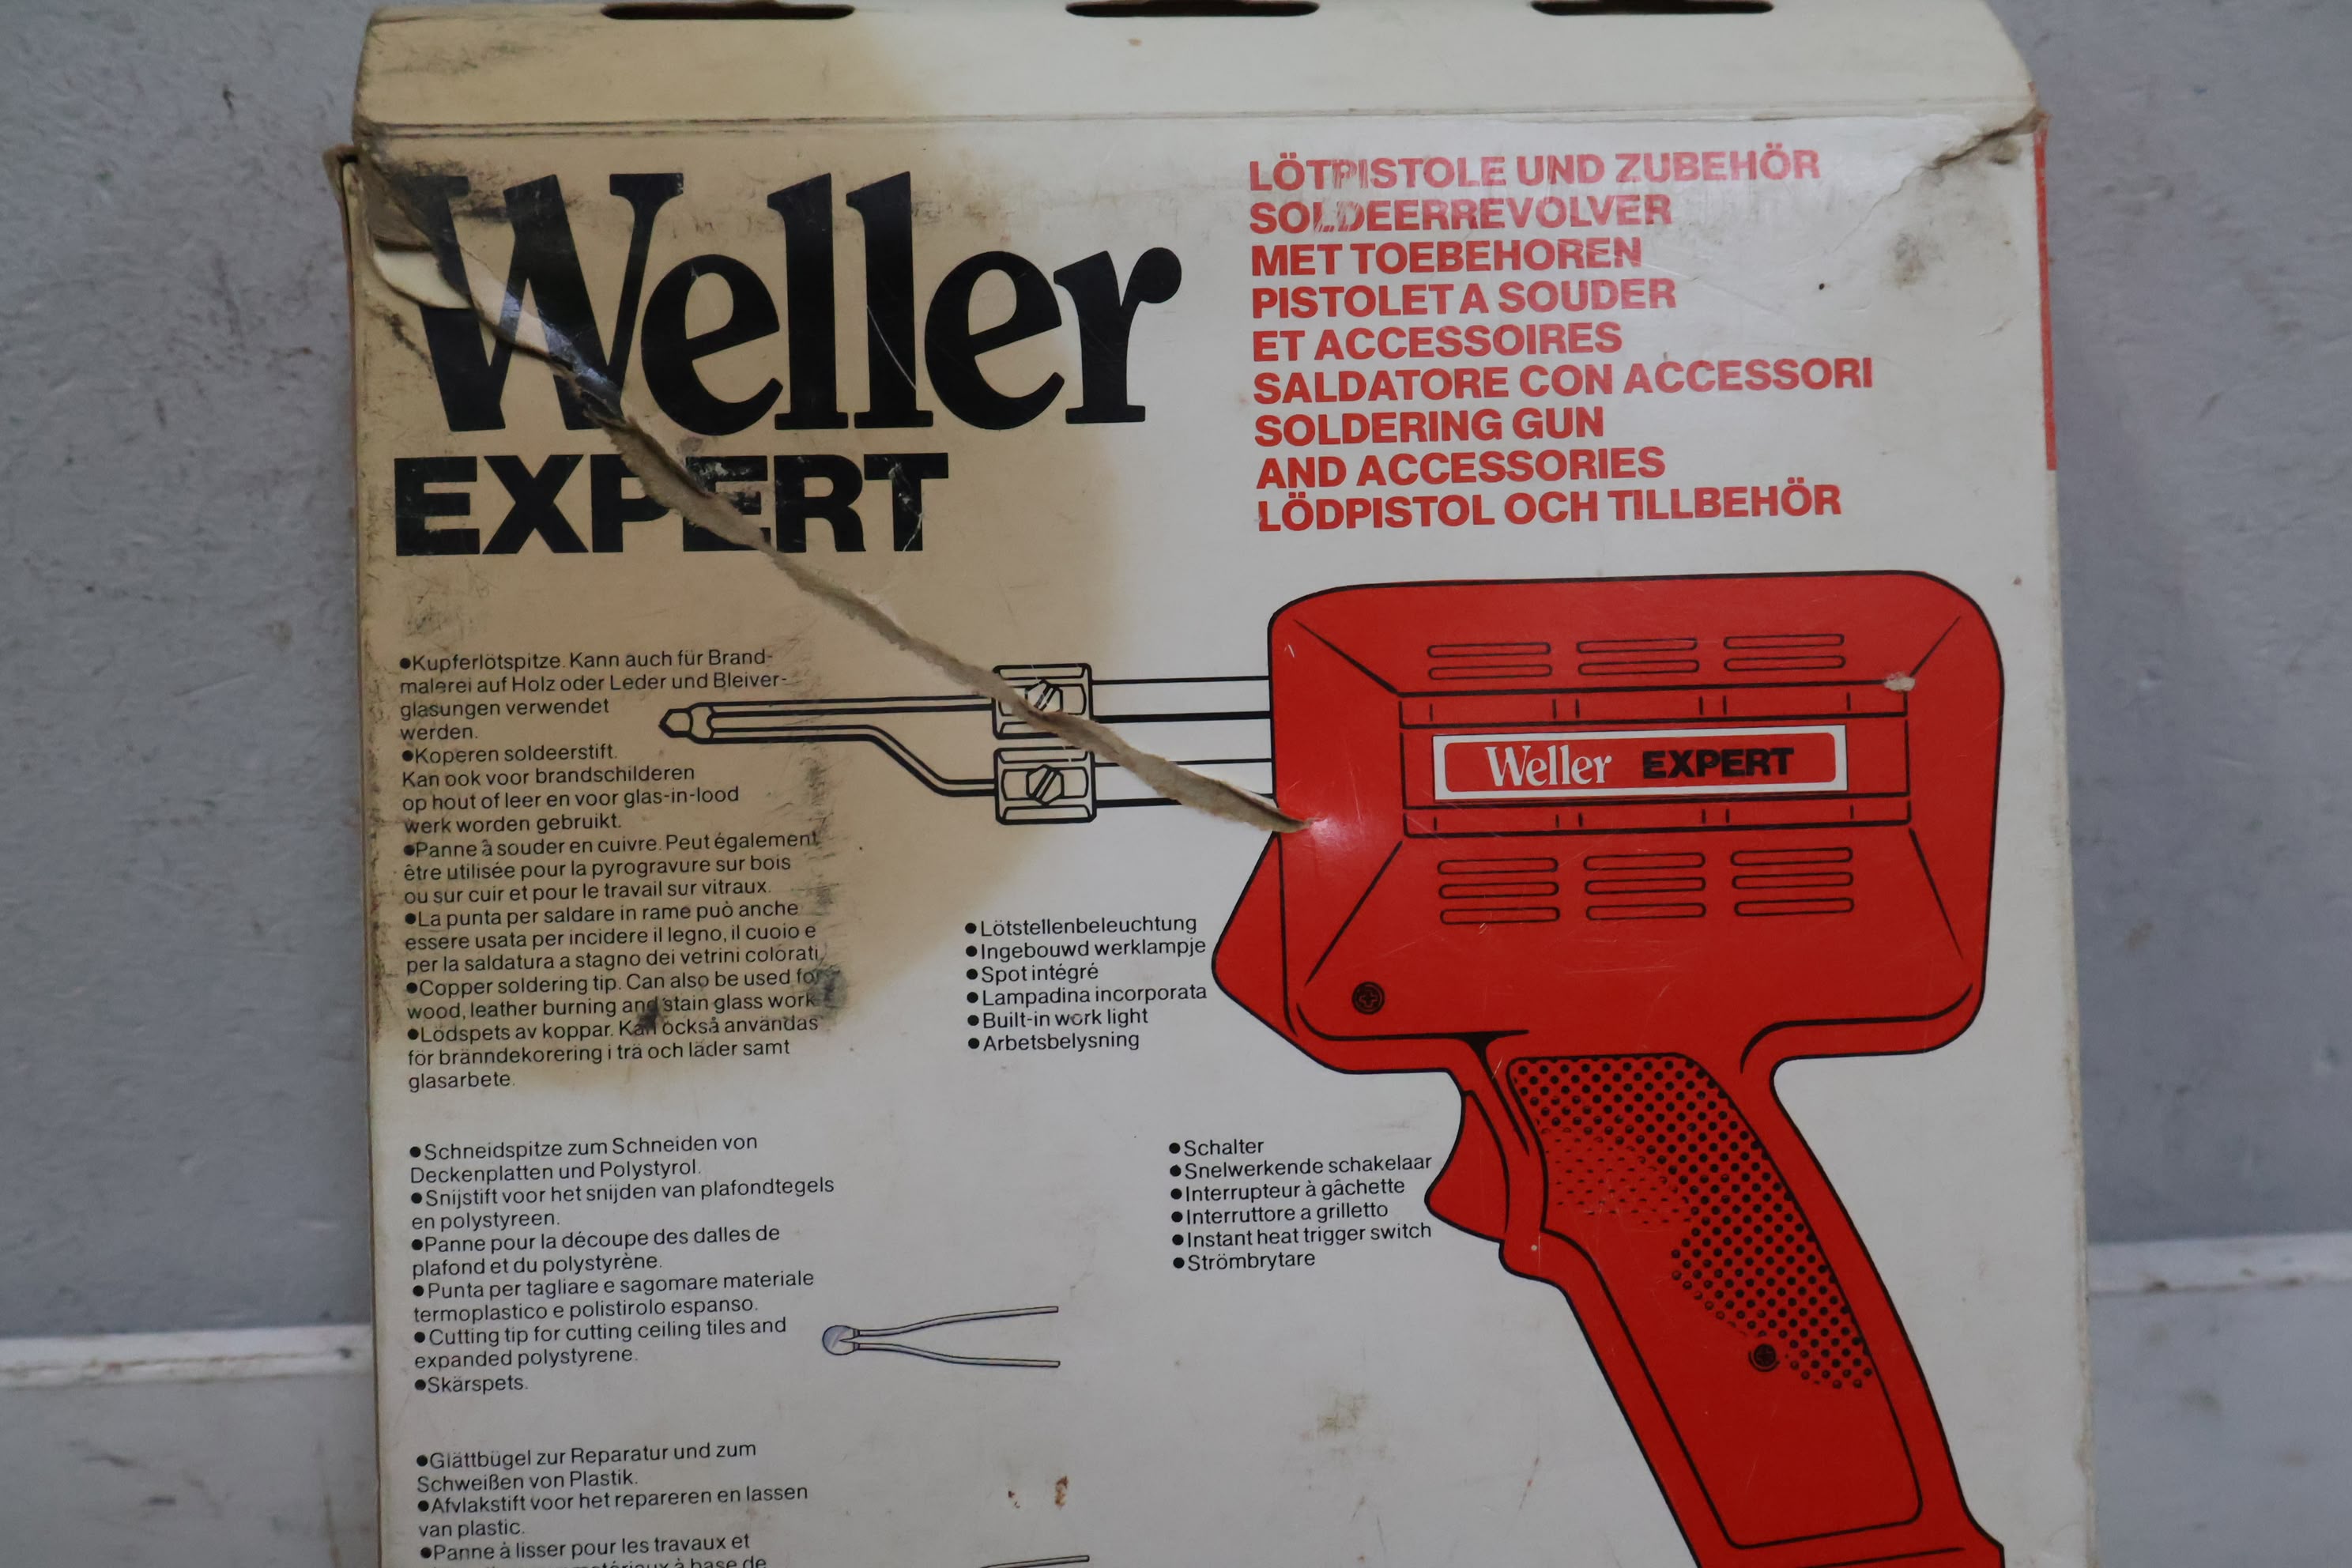 Weller
EXPERT
LÖTPISTOLE UND ZUBEHÖR
SOLDEERREVOLVER
MET TOEBEHOREN
PISTOLET A SOUDER
ET ACCESSOIRES
SALDATORE CON ACCESSORI
SOLDERING GUN
AND ACCESSORIES
LÖDPISTOL OCH TILLBEHÖR
Weller EXPERT
●Kupferlötspitze. Kann auch für Brand-
malerei auf Holz oder Leder und Bleiver-
glasungen verwendet
werden.
●Koperen soldeerstift.
Kan ook voor brandschilderen
op hout of leer en voor glas-in-lood
werk worden gebruikt.
●Panne à souder en cuivre. Peut également
être utilisée pour la pyrogravure sur bois
ou sur cuir et pour le travail sur vitraux.
●La punta per saldare in rame può anche
essere usata per incidere il legno, il cuoio e
per la saldatura a stagno dei vetrini colorati.
●Copper soldering tip. Can also be used for
wood, leather burning and stain glass work
●Lödspets av koppar. Kan också användas
för bränndekorering i trä och läder samt
glasarbete.
●Lötstellenbeleuchtung
●Ingebouwd werklampje
●Spot intégré
●Lampadina incorporata
●Built-in work light
●Arbetsbelysning
●Schalter
●Snelwerkende schakelaar
●Interrupteur à gâchette
●Interruttore a grilletto
●Instant heat trigger switch
●Strömbrytare
●Schneidspitze zum Schneiden von
Deckenplatten und Polystyrol.
●Snijstift voor het snijden van plafondtegels
en polystyreen.
●Panne pour la découpe des dalles de
plafond et du polystyrène.
●Punta per tagliare e sagomare materiale
termoplastico e polistirolo espanso.
●Cutting tip for cutting ceiling tiles and
expanded polystyrene.
●Skärspets.
●Glättbügel zur Reparatur und zum
Schweißen von Plastik.
●Afvlakstift voor het repareren en lassen
van plastic.
●Panne à lisser pour les travaux et
matériaux à base de